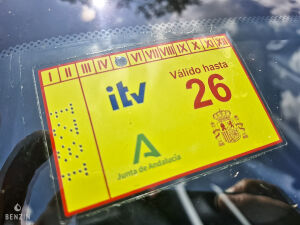 I II III IV VI VII VIII IX X XI XII
itv
Válido hasta
26
Junta de Andalucía
BENZIN